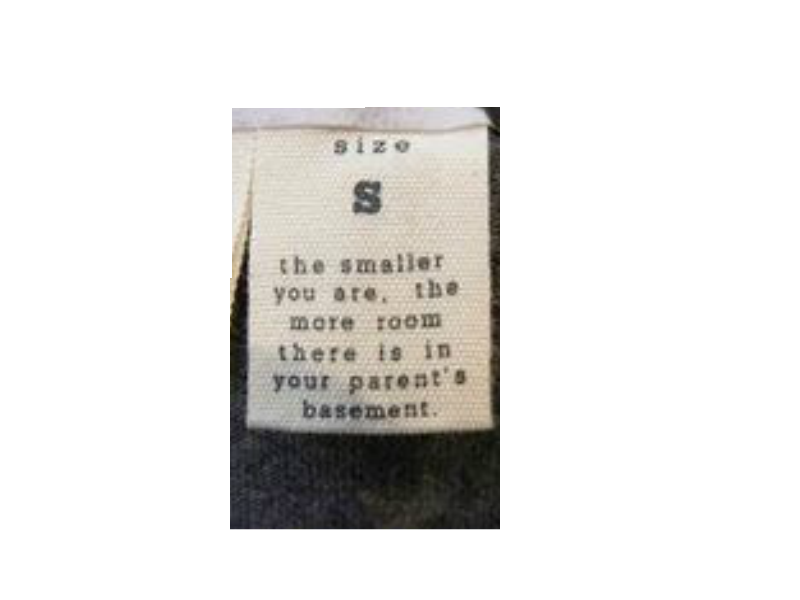 size
S
the smaller
you are, the
more room
there is in
your parent's
basement.